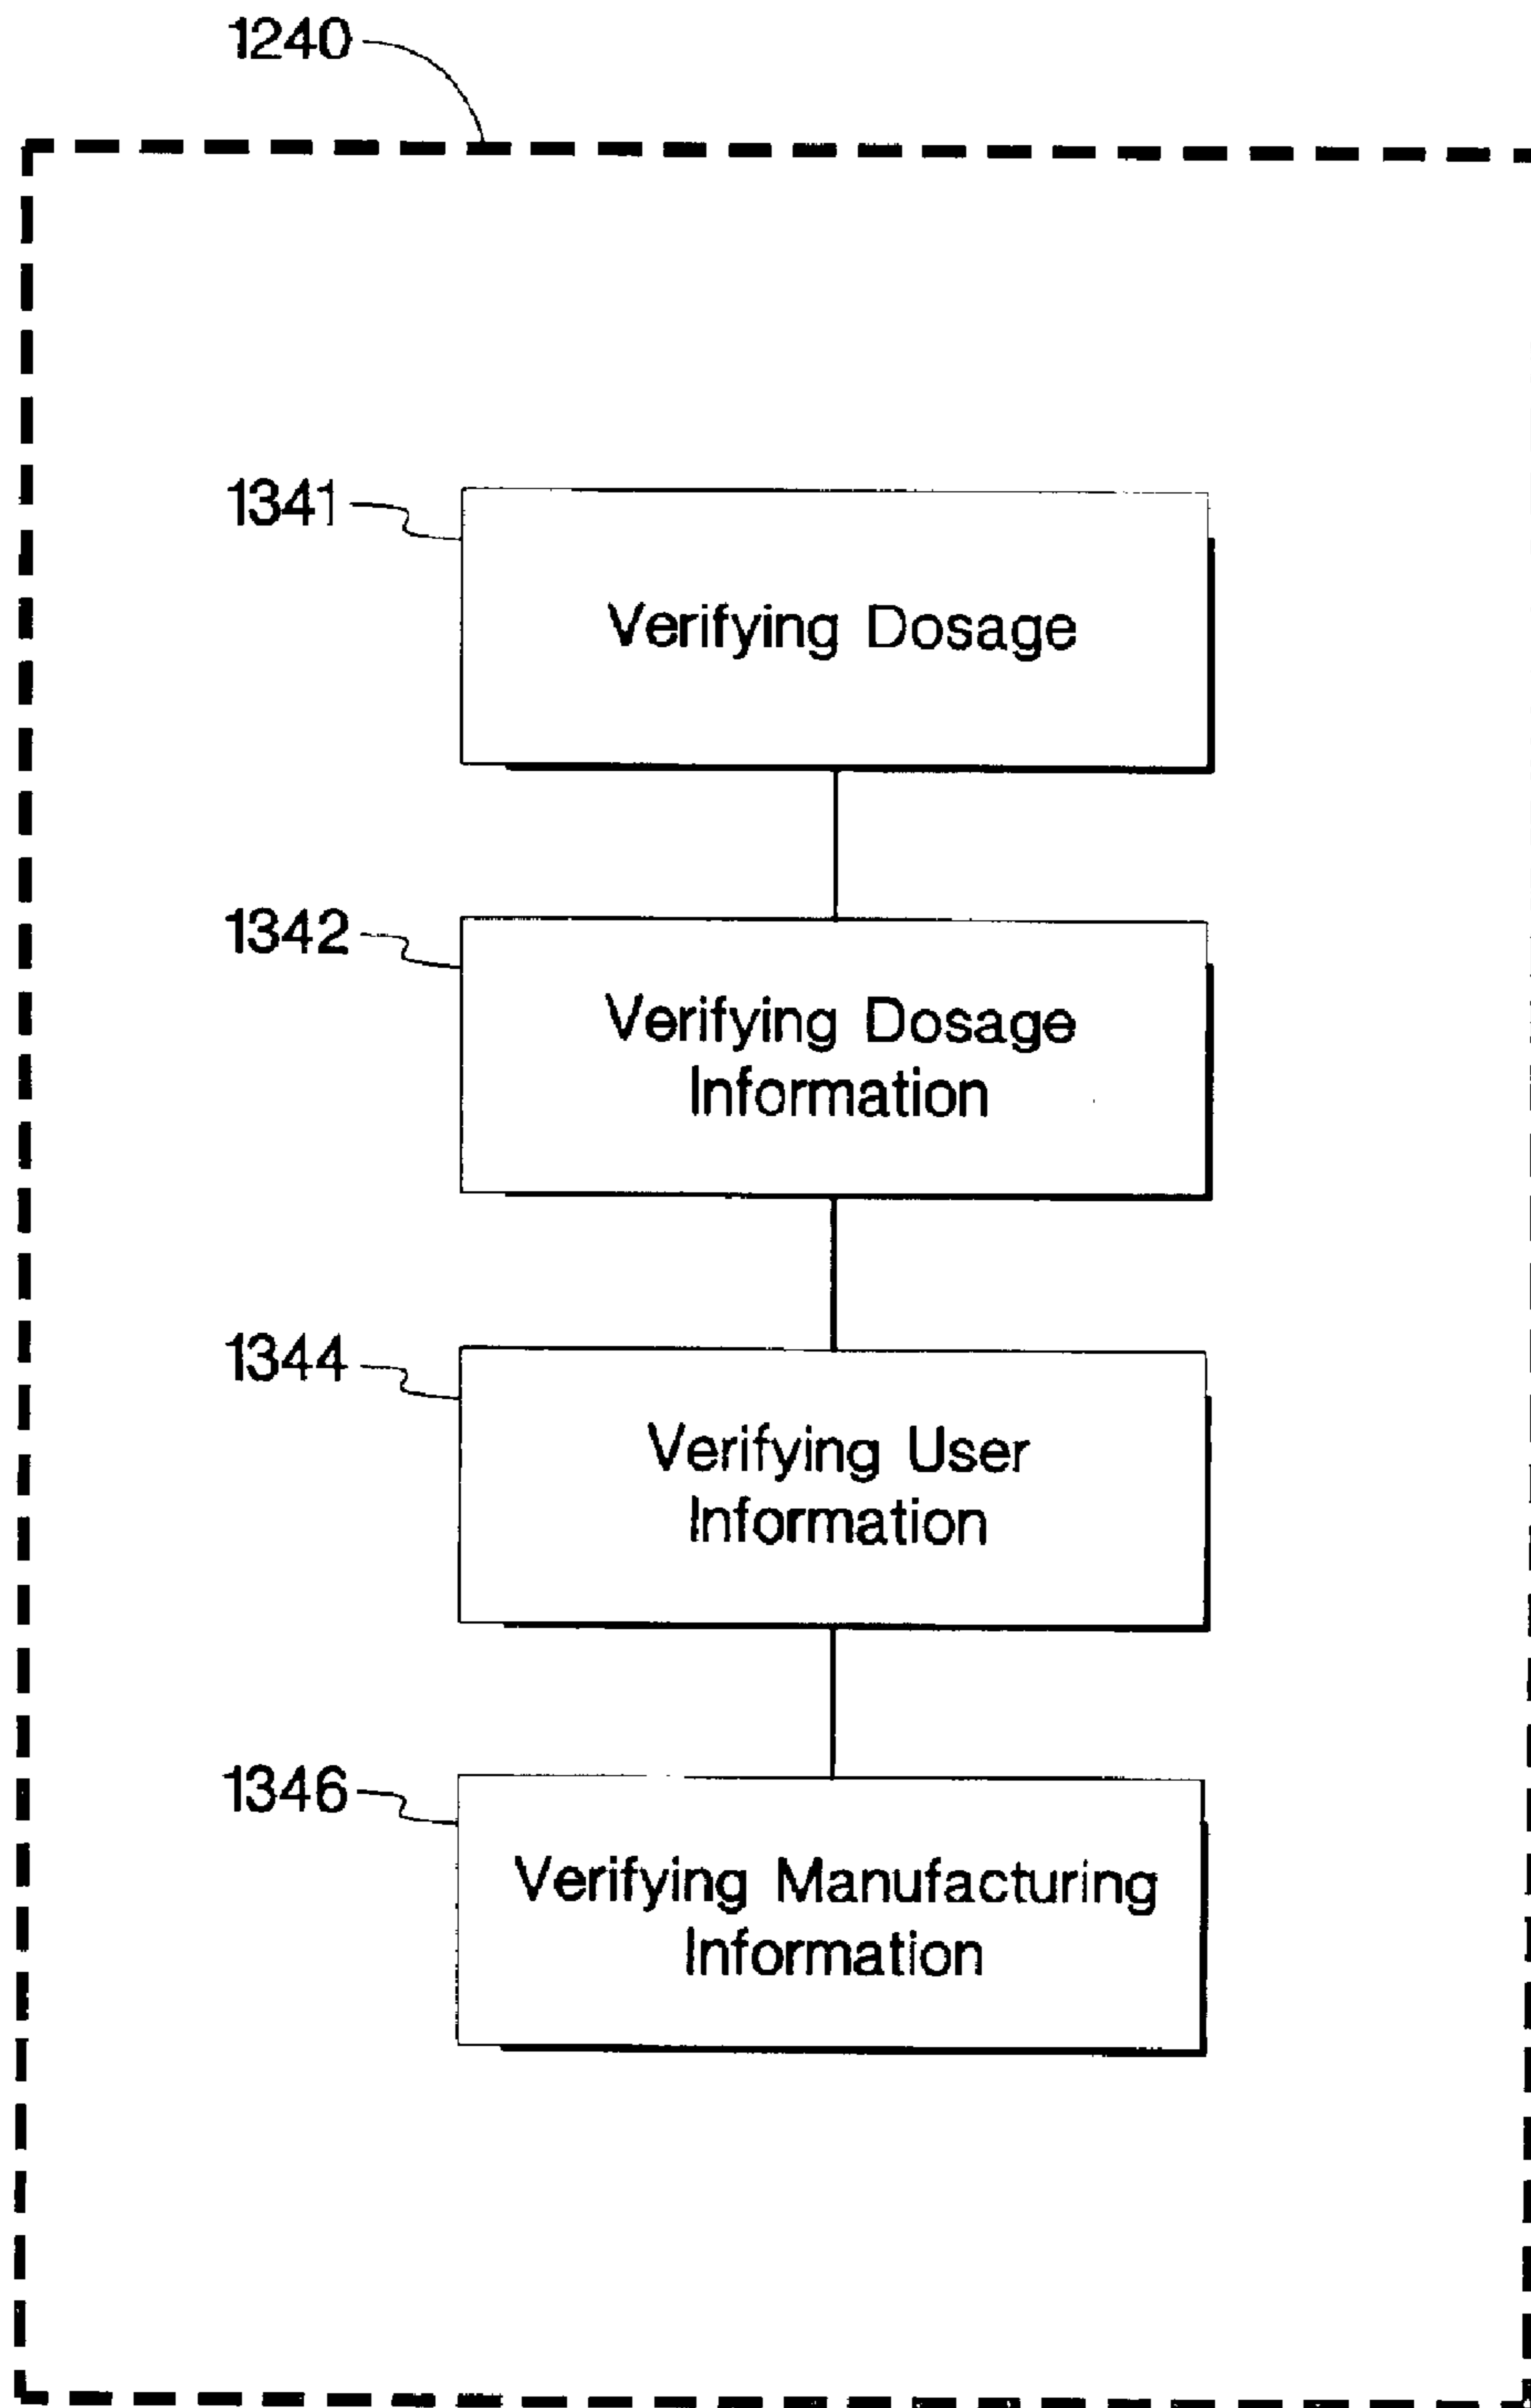 1240
1341
Verifying Dosage
1342
Verifying Dosage
Information
1344
Verifying User
Information
1346
Verifying Manufacturing
Information